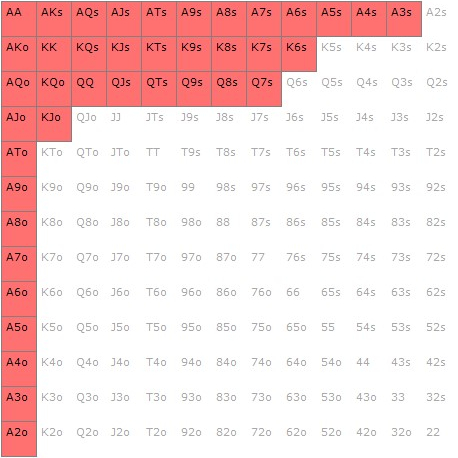 AA AKs AQs AJs ATs A9s A8s A7s A6s A5s A4s A3s A2s
AKo KK KQs KJs KTs K9s K8s K7s K6s K5s K4s K3s K2s
AQo KQo QQ QJs QTs Q9s Q8s Q7s Q6s Q5s Q4s Q3s Q2s
AJo KJo QJo JJ JTs J9s J8s J7s J6s J5s J4s J3s J2s
ATo KTo QTo JTo TT T9s T8s T7s T6s T5s T4s T3s T2s
A9o K9o Q9o J9o T9o 99 98s 97s 96s 95s 94s 93s 92s
A8o K8o Q8o J8o T8o 98o 88 87s 86s 85s 84s 83s 82s
A7o K7o Q7o J7o T7o 97o 87o 77 76s 75s 74s 73s 72s
A6o K6o Q6o J6o T6o 96o 86o 76o 66 65s 64s 63s 62s
A5o K5o Q5o J5o T5o 95o 85o 75o 65o 55 54s 53s 52s
A4o K4o Q4o J4o T4o 94o 84o 74o 64o 54o 44 43s 42s
A3o K3o Q3o J3o T3o 93o 83o 73o 63o 53o 43o 33 32s
A2o K2o Q2o J2o T2o 92o 82o 72o 62o 52o 42o 32o 22